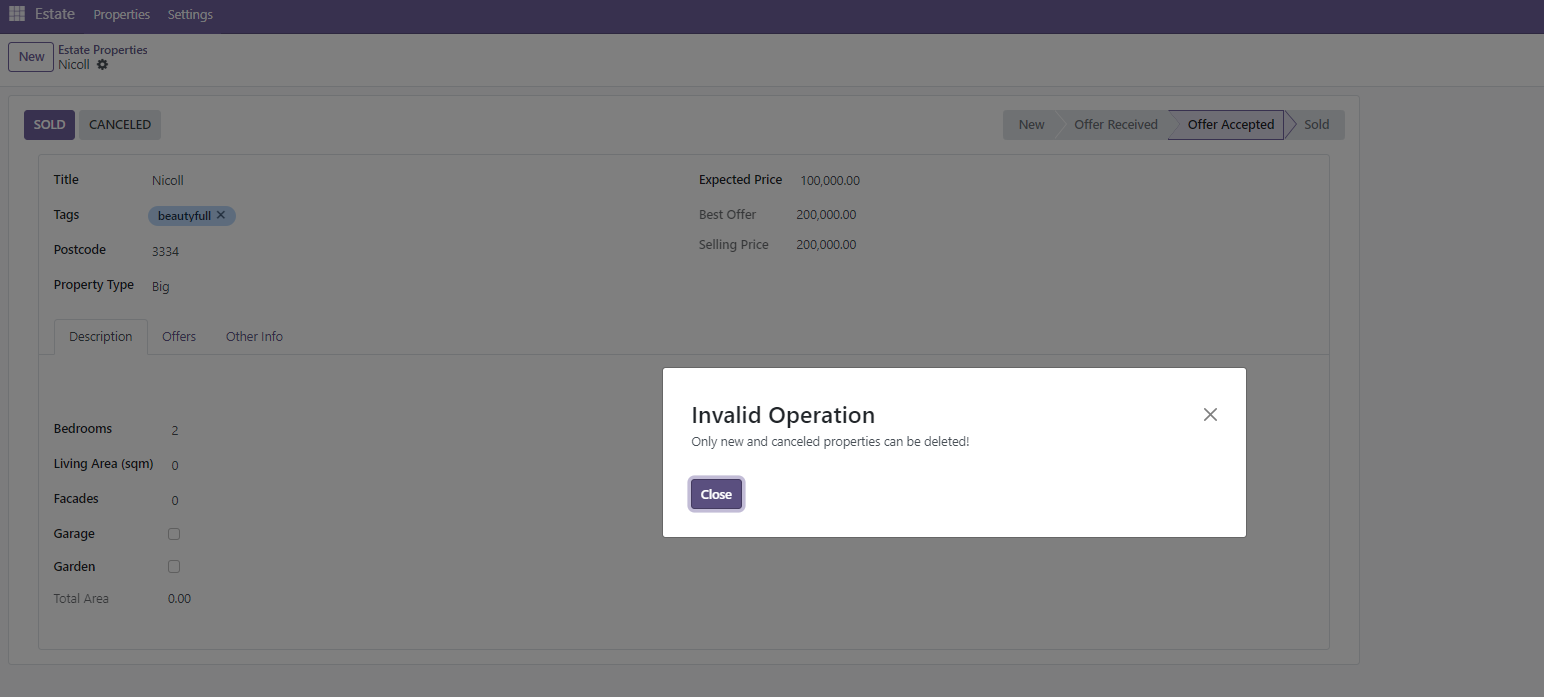 Estate Properties Settings
New
Estate Properties
Nicoll
SOLD CANCELED
New Offer Received Offer Accepted Sold
Title Nicoll
Tags beautyfull
Postcode 3334
Property Type Big
Expected Price 100,000.00
Best Offer 200,000.00
Selling Price 200,000.00
Description Offers Other Info
Bedrooms 2
Living Area (sqm) 0
Facades 0
Garage
Garden
Total Area 0.00
Invalid Operation
Only new and canceled properties can be deleted!
Close